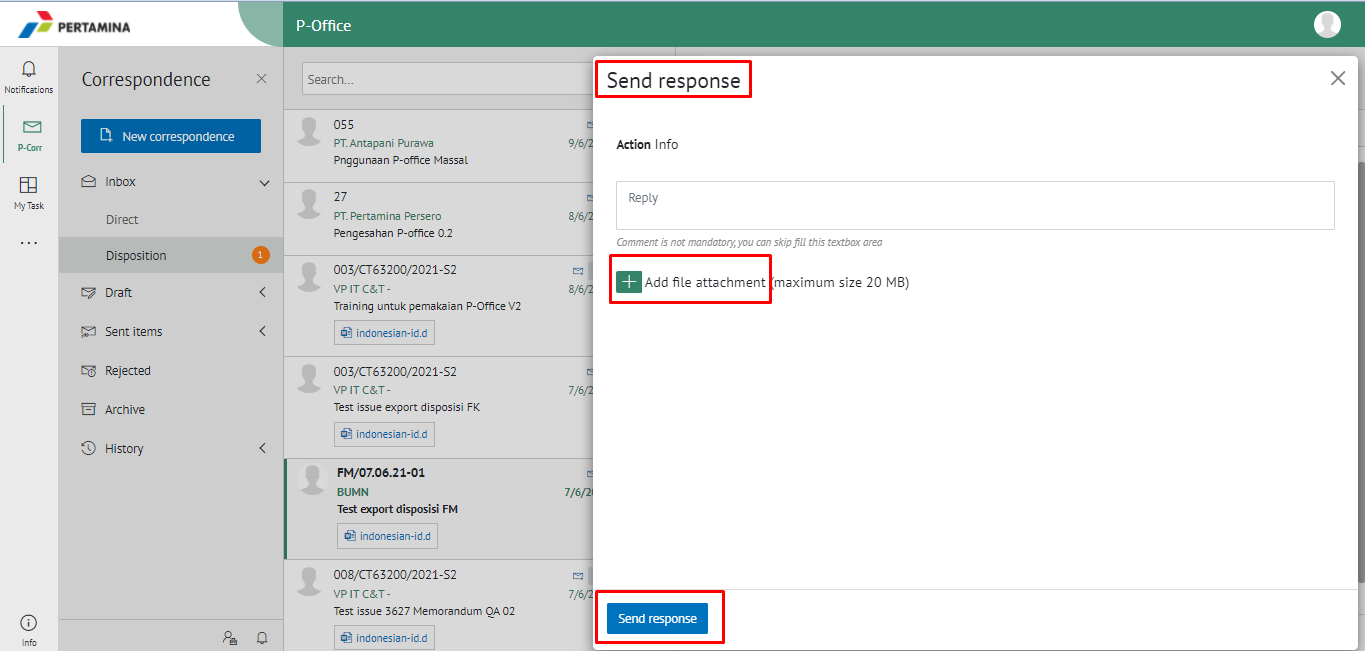 PERTAMINA
P-Office
Notifications
P-Corr
My Task
Info
Correspondence
New correspondence
Inbox
Direct
Disposition
1
Draft
Sent items
Rejected
Archive
History
Search...
055
PT. Antapani Purawa
9/6/2
Pnggunaan P-office Massal
27
PT. Pertamina Persero
8/6/2
Pengesahan P-office 0.2
003/CT63200/2021-S2
VP IT C&T -
8/6/2
Training untuk pemakaian P-Office V2
indonesian-id.d
003/CT63200/2021-S2
VP IT C&T -
7/6/2
Test issue export disposisi FK
indonesian-id.d
FM/07.06.21-01
BUMN
7/6/20
Test export disposisi FM
indonesian-id.d
008/CT63200/2021-S2
VP IT C&T -
7/6/2
Test issue 3627 Memorandum QA 02
indonesian-id.d
Send response
Action Info
Reply
Comment is not mandatory, you can skip fill this textbox area
Add file attachment (maximum size 20 MB)
Send response